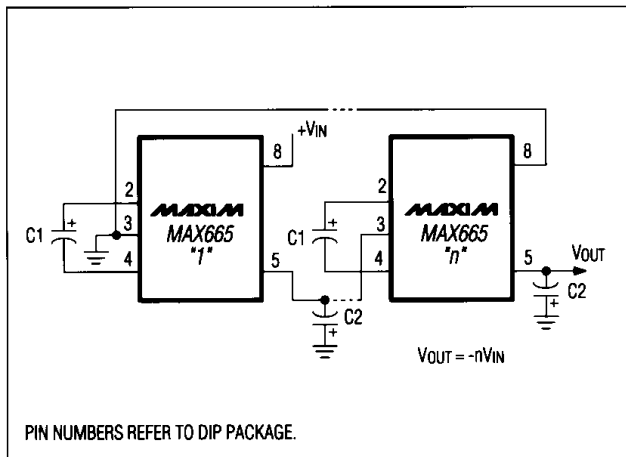 +VIN
8
8
2
MAXIM
MAX665
"1"
3
4
5
C1
2
MAXIM
MAX665
"n"
3
4
5
C1
VOUT
C2
C2
VOUT = -nVIN
PIN NUMBERS REFER TO DIP PACKAGE.